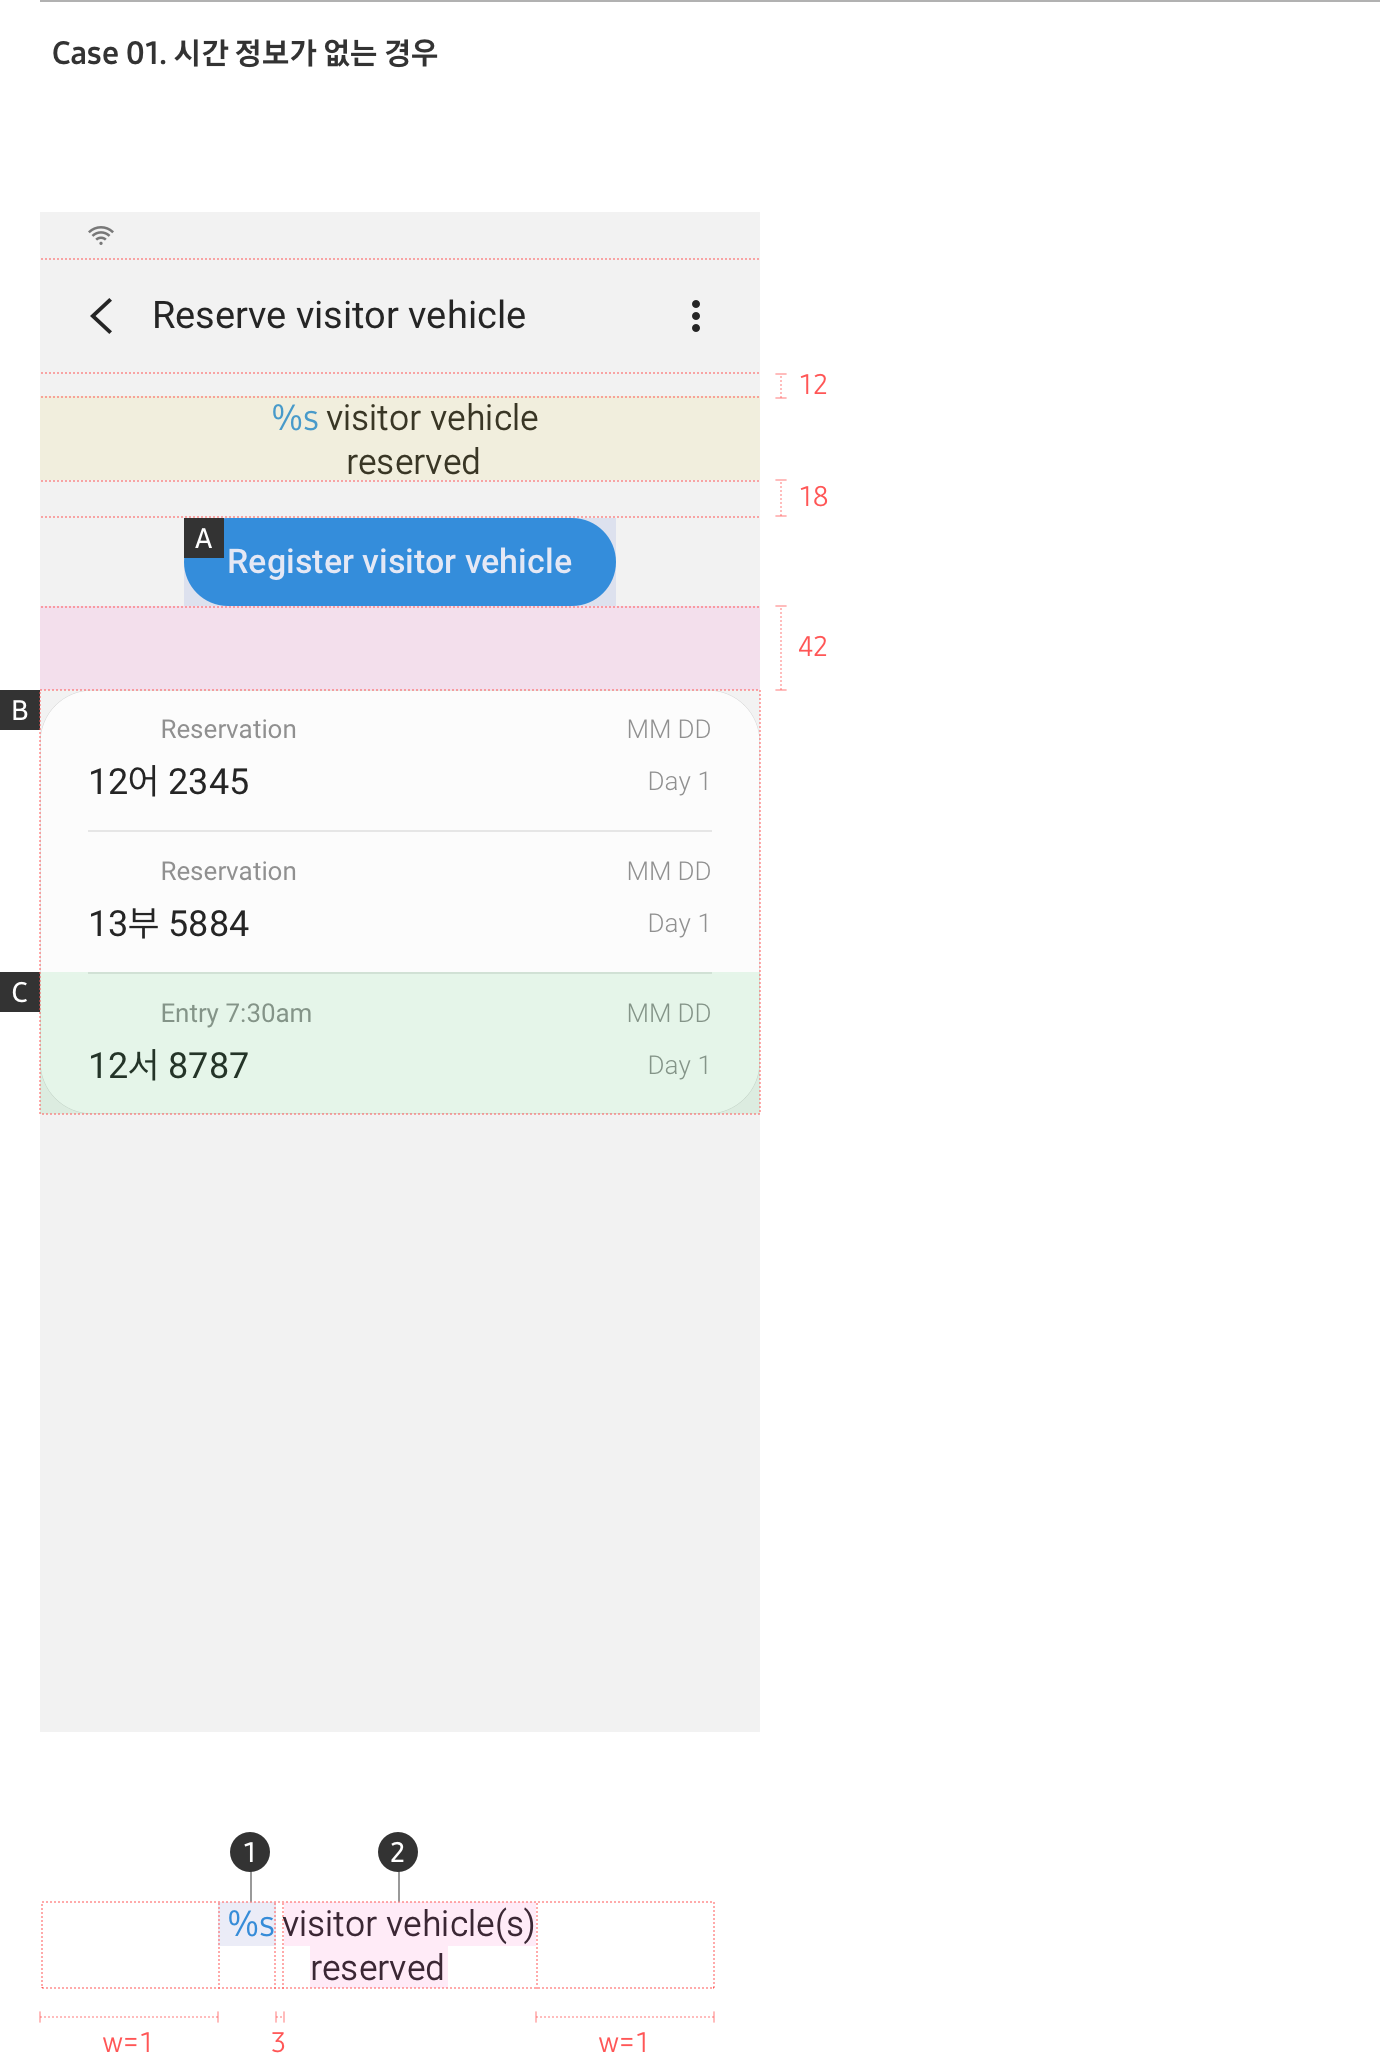 Case 01. 시간 정보가 없는 경우
Reserve visitor vehicle
12
%s visitor vehicle
reserved
18
A
Register visitor vehicle
42
B
Reservation MM DD
12어 2345 Day 1
Reservation MM DD
13부 5884 Day 1
C
Entry 7:30am MM DD
12서 8787 Day 1
1 2
%s visitor vehicle(s)
reserved
w=1 3 w=1